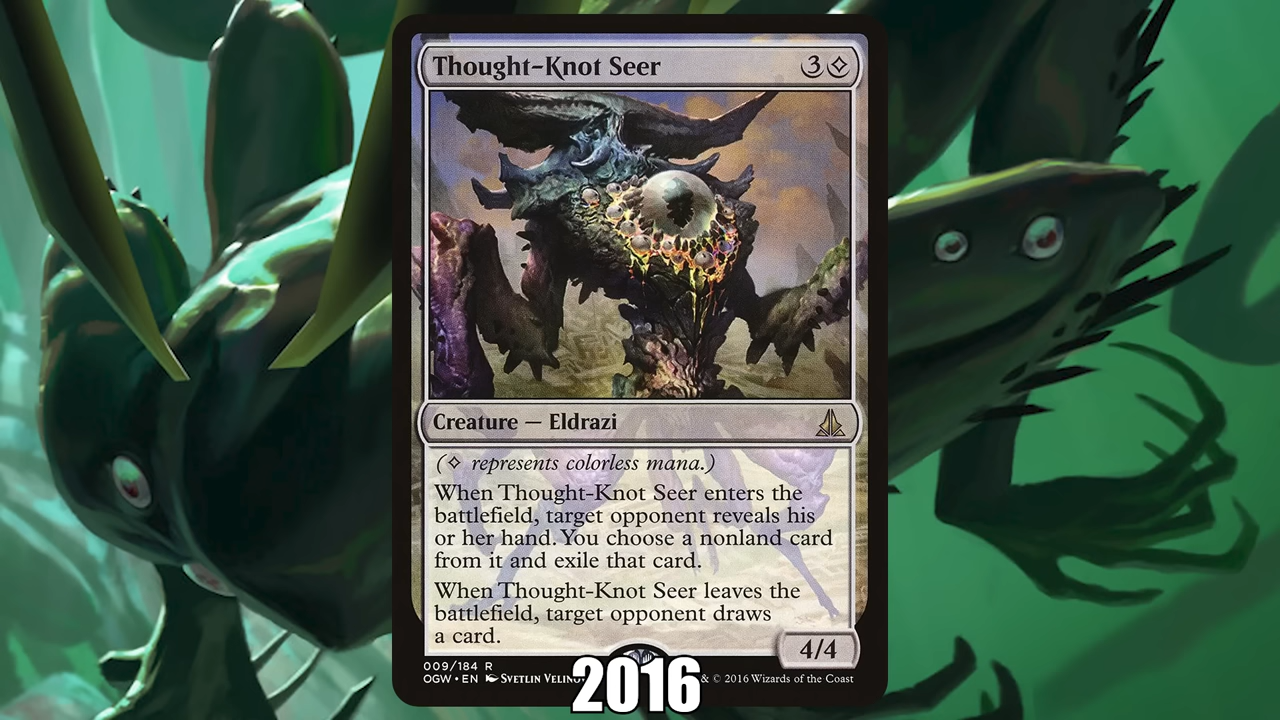 Thought-Knot Seer 3
Creature — Eldrazi
( represents colorless mana.)
When Thought-Knot Seer enters the
battlefield, target opponent reveals his
or her hand. You choose a nonland card
from it and exile that card.
When Thought-Knot Seer leaves the
battlefield, target opponent draws
a card.
4/4
009/184 R
OGW • EN SVETLIN & © 2016 Wizards of the Coast
2016